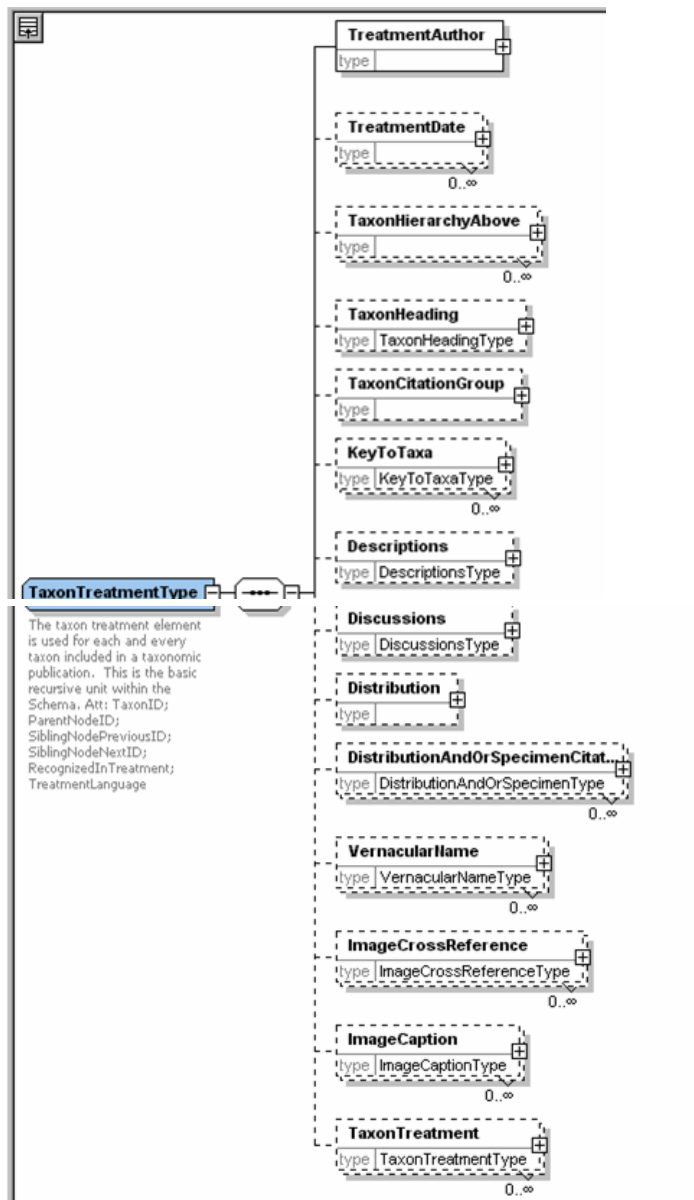 TreatmentAuthor
type
TreatmentDate
type
0..∞
TaxonHierarchyAbove
type
0..∞
TaxonHeading
type TaxonHeadingType
TaxonCitationGroup
type
KeyToTaxa
type KeyToTaxaType
0..∞
Descriptions
type DescriptionsType
TaxonTreatmentType
The taxon treatment element
is used for each and every
taxon included in a taxonomic
publication. This is the basic
recursive unit within the
Schema. Att: TaxonID;
ParentNodeID;
SiblingNodePreviousID;
SiblingNodeNextID;
RecognizedInTreatment;
TreatmentLanguage
Discussions
type DiscussionsType
Distribution
type
DistributionAndOrSpecimenCitat...
type DistributionAndOrSpecimenType
0..∞
VernacularName
type VernacularNameType
0..∞
ImageCrossReference
type ImageCrossReferenceType
0..∞
ImageCaption
type ImageCaptionType
0..∞
TaxonTreatment
type TaxonTreatmentType
0..∞